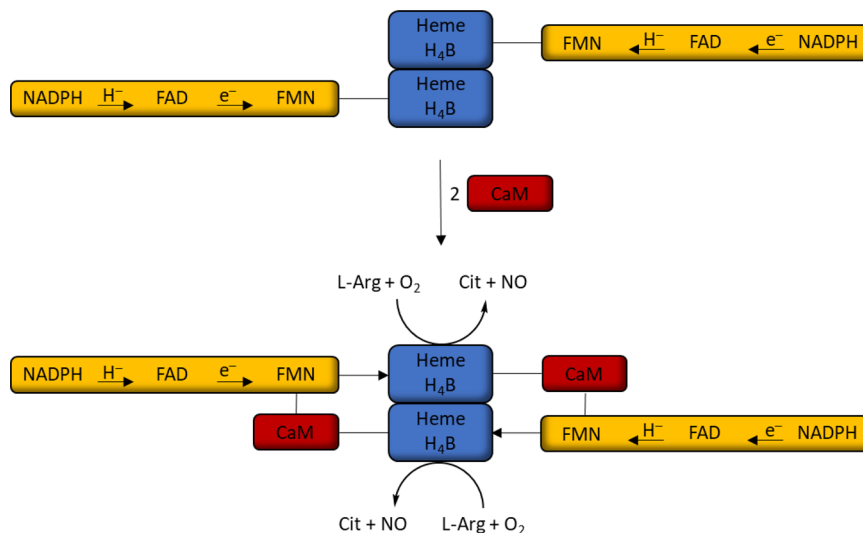 Heme
H₄B
FMN H⁻ FAD e⁻ NADPH
NADPH H⁻ FAD e⁻ FMN
Heme
H₄B
2 CaM
L-Arg + O₂ Cit + NO
NADPH H⁻ FAD e⁻ FMN
Heme
H₄B
CaM
CaM
Heme
H₄B
FMN H⁻ FAD e⁻ NADPH
Cit + NO L-Arg + O₂